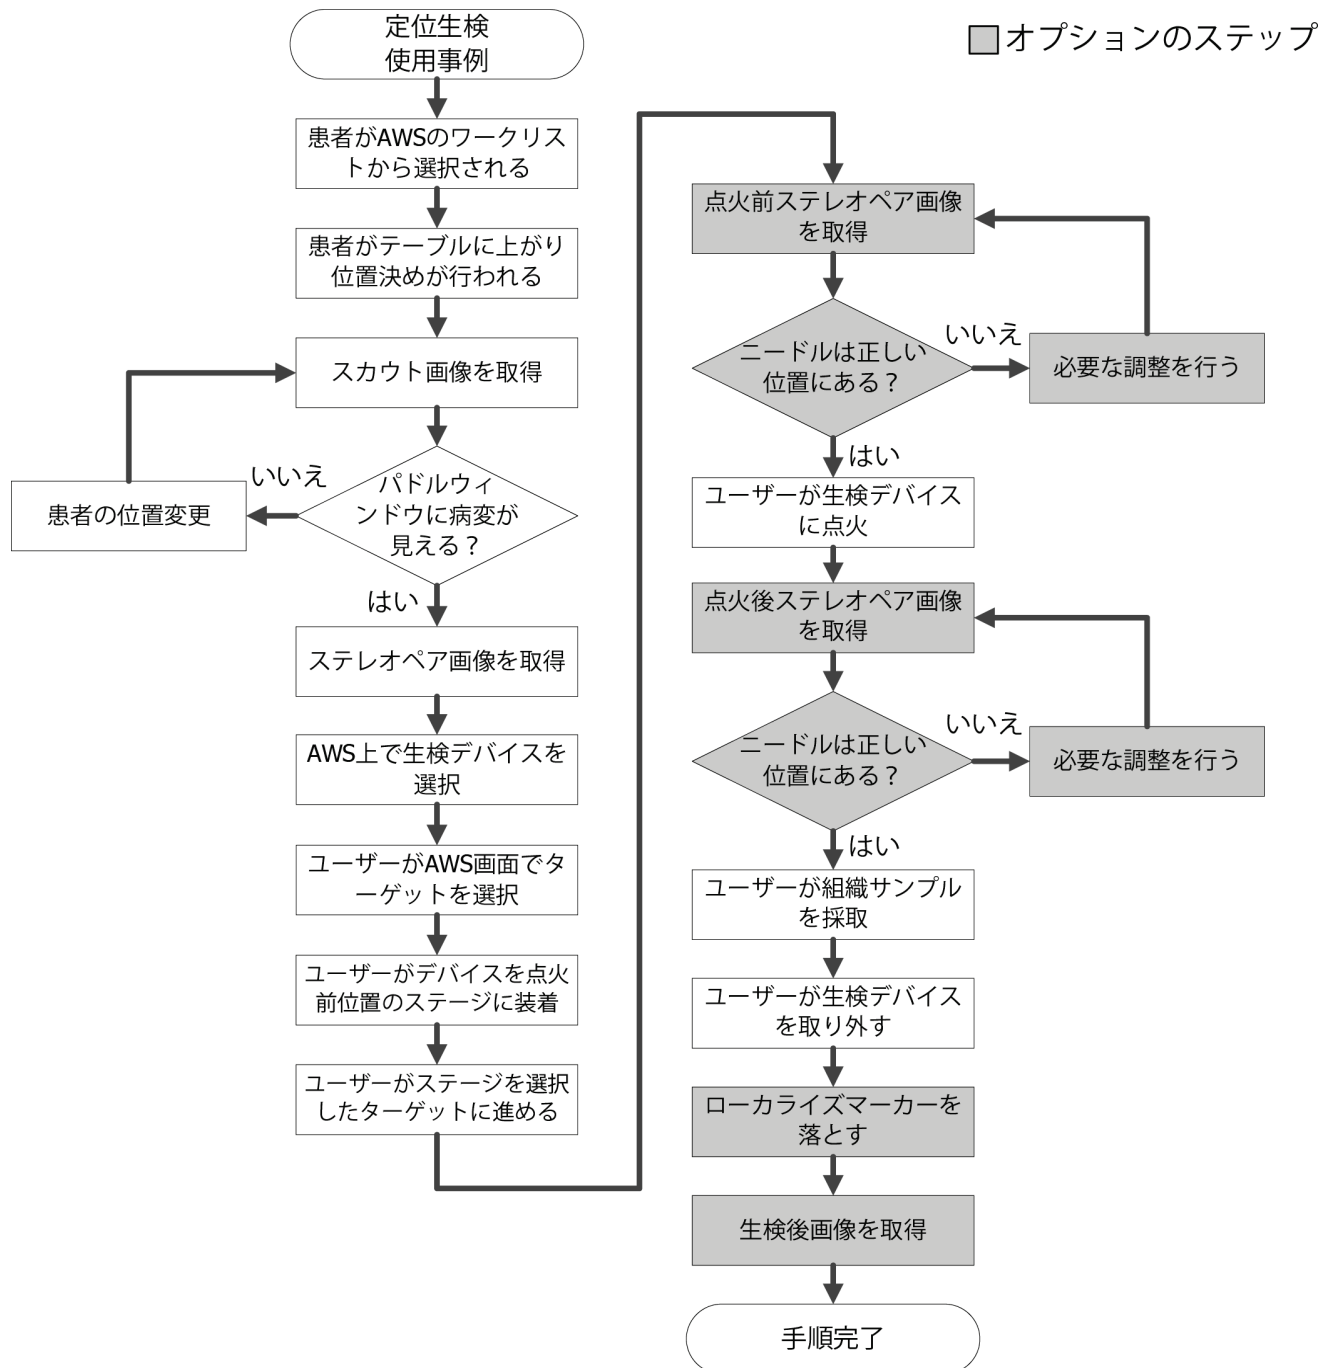 定位生検
使用事例
オプションのステップ
患者がAWSのワークリス
トから選択される
患者がテーブルに上がり
位置決めが行われる
スカウト画像を取得
パドルウィ
ンドウに病変が
見える？
いいえ
患者の位置変更
はい
ステレオペア画像を取得
AWS上で生検デバイスを
選択
ユーザーがAWS画面でタ
ーゲットを選択
ユーザーがデバイスを点火
前位置のステージに装着
ユーザーがステージを選択
したターゲットに進める
点火前ステレオペア画像
を取得
ニードルは正しい
位置にある？
いいえ
必要な調整を行う
はい
ユーザーが生検デバイス
に点火
点火後ステレオペア画像
を取得
ニードルは正しい
位置にある？
いいえ
必要な調整を行う
はい
ユーザーが組織サンプル
を採取
ユーザーが生検デバイス
を取り外す
ローカライズマーカーを
落とす
生検後画像を取得
手順完了